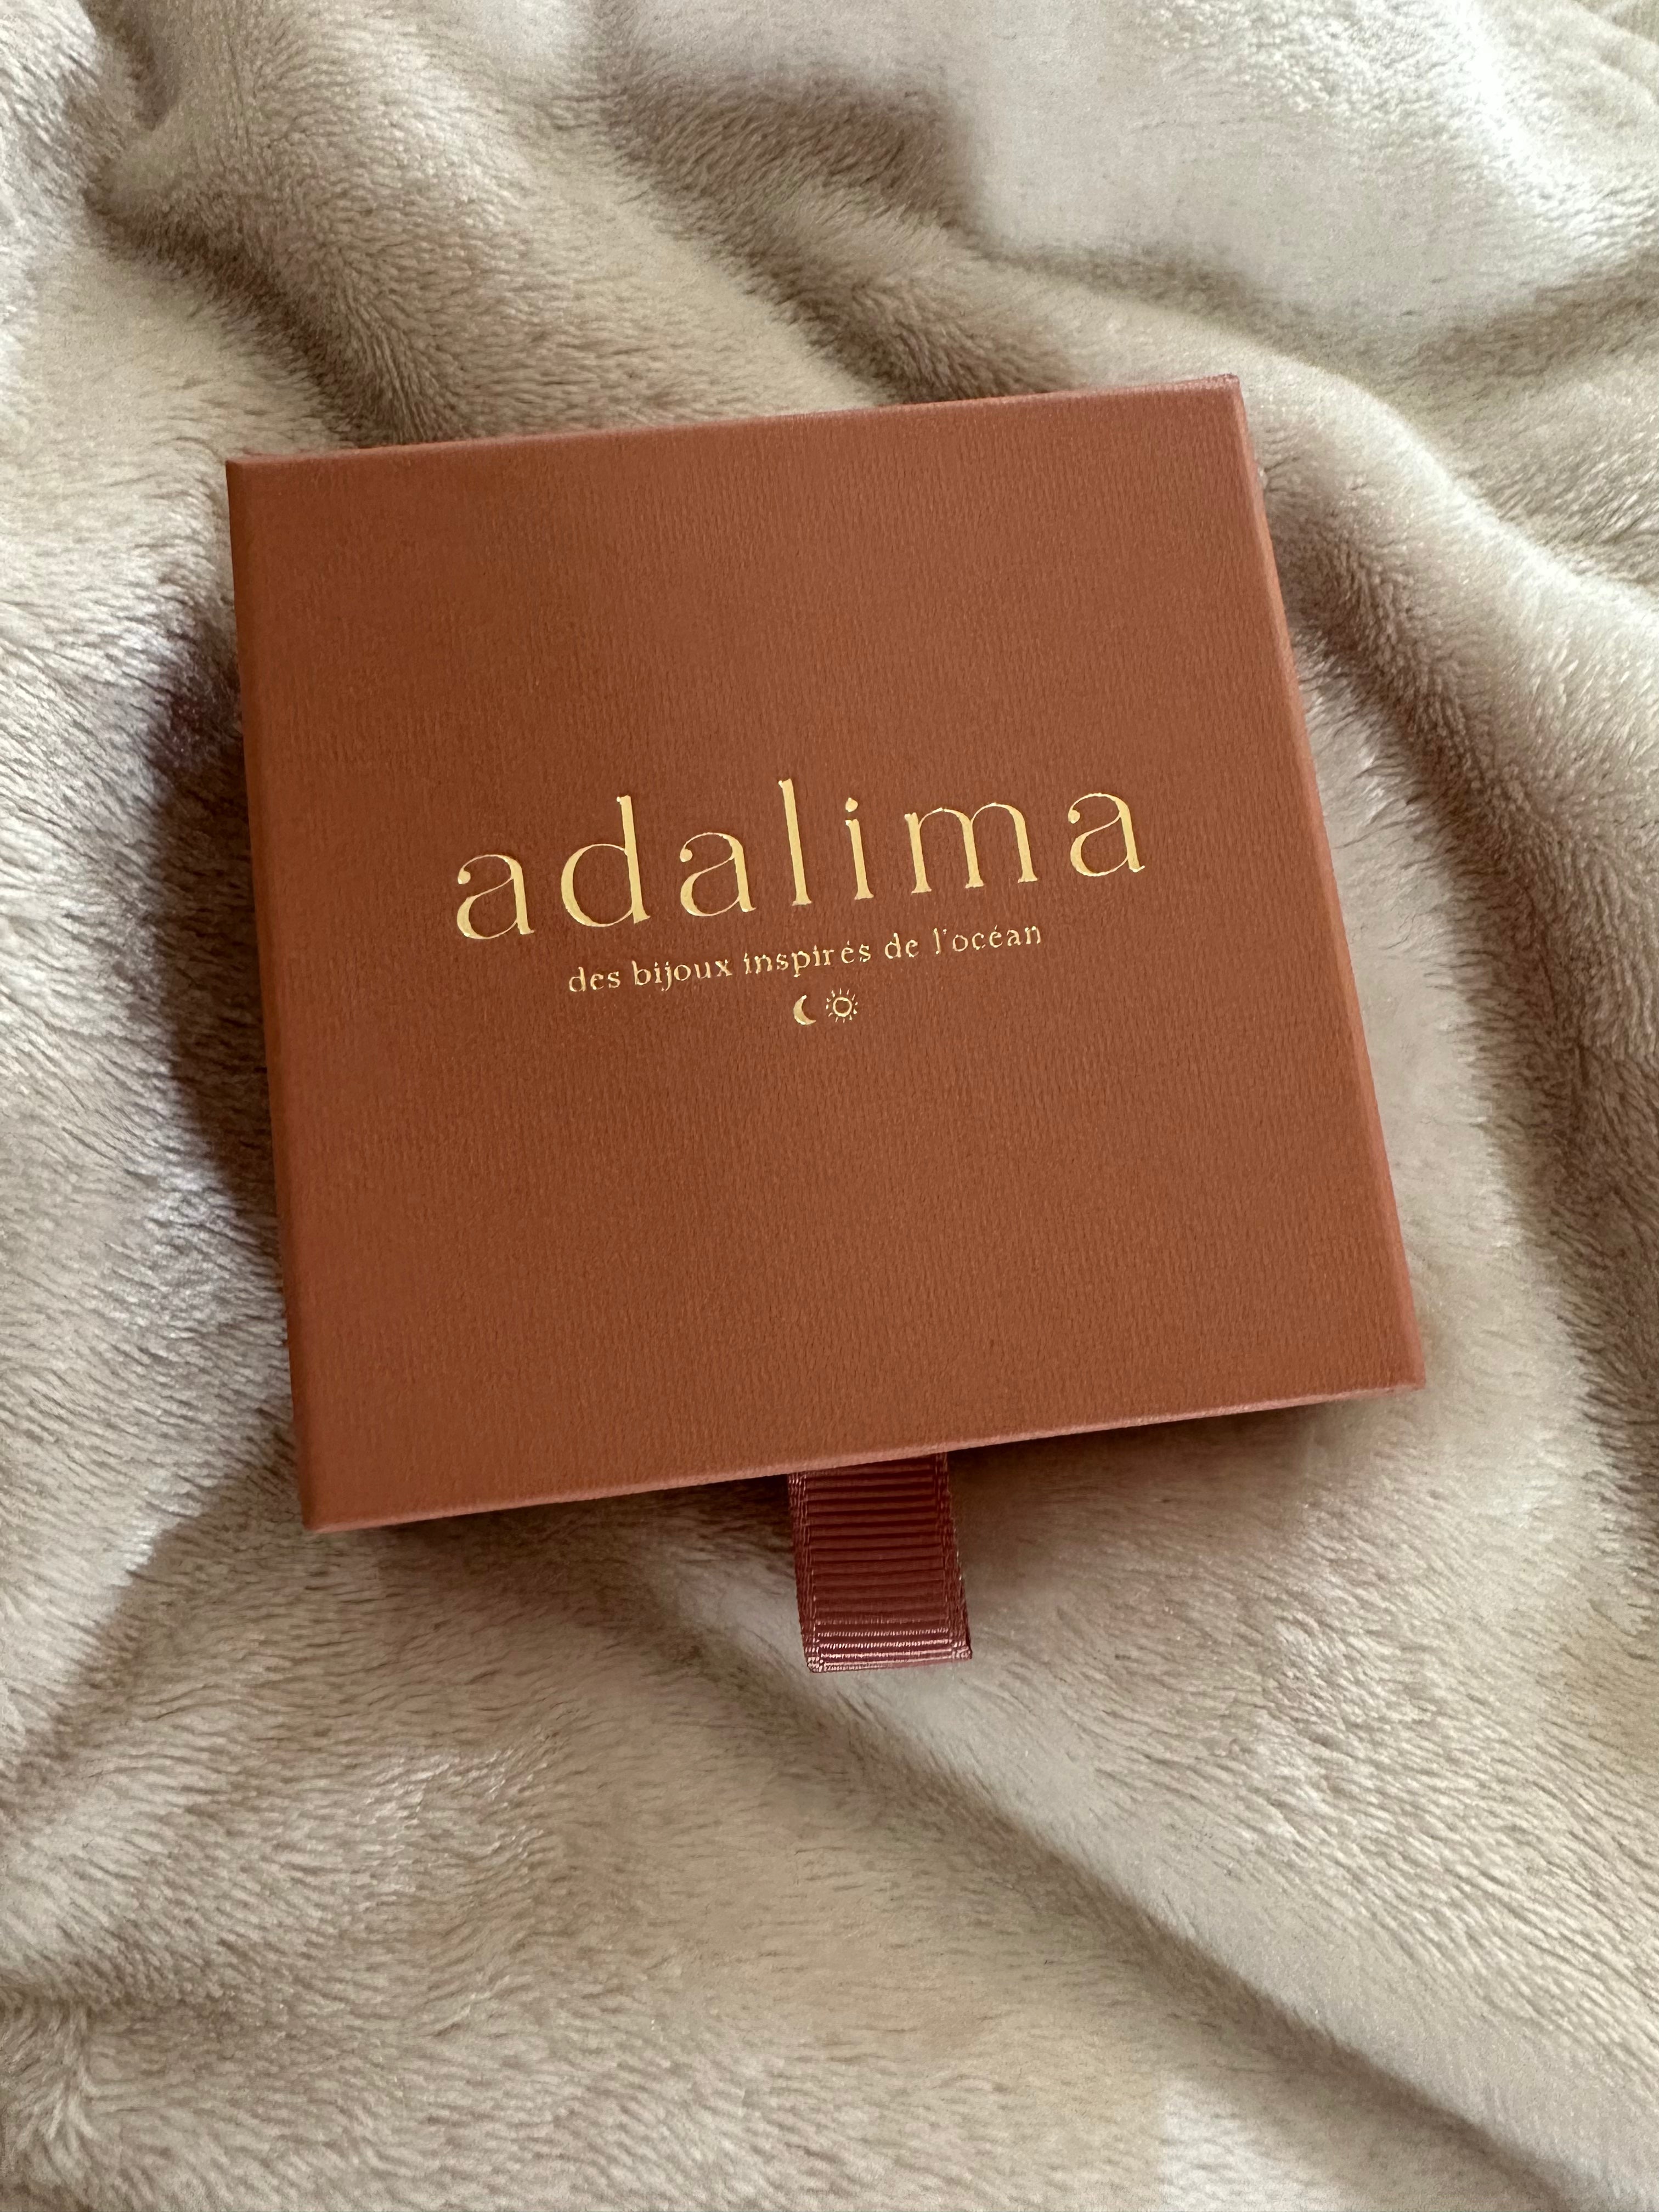 adalima
des bijoux inspirés de l'océan